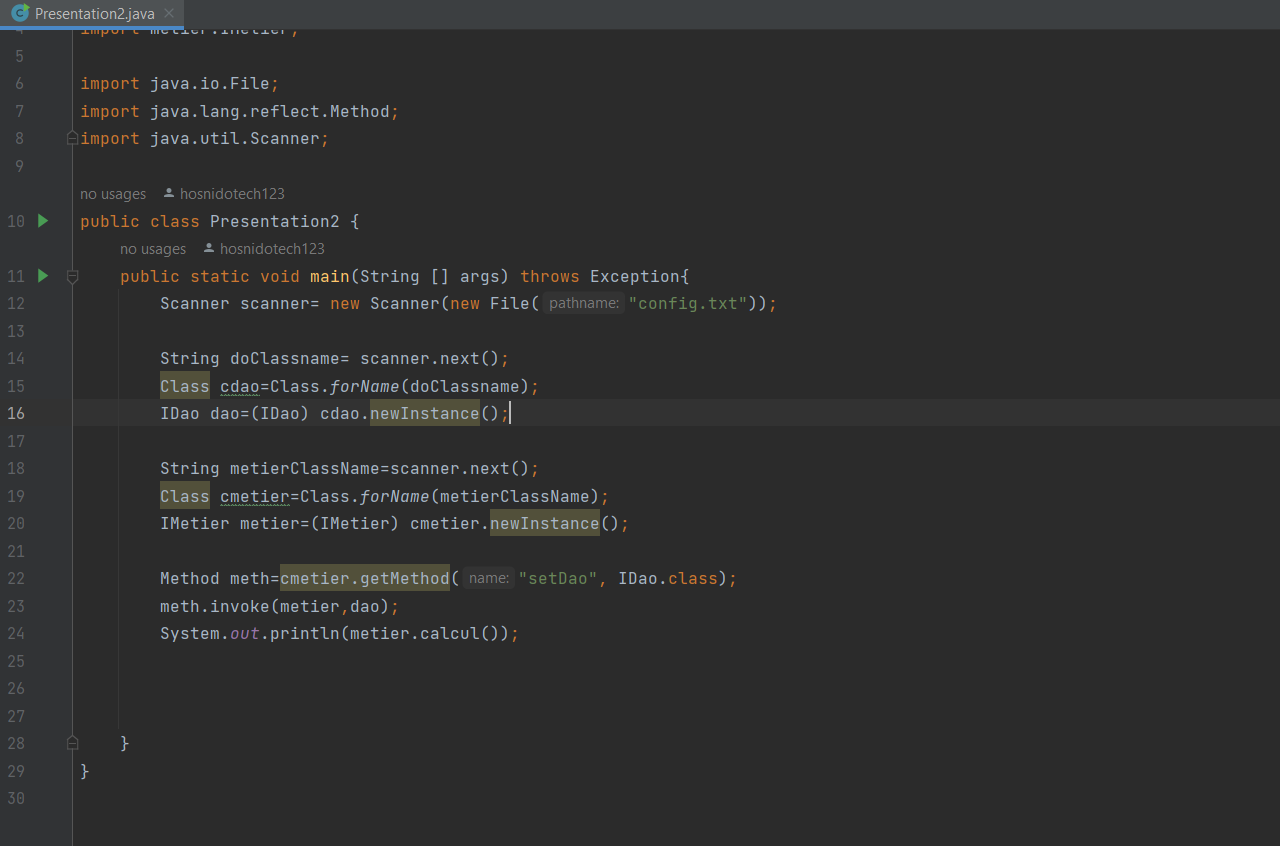 Presentation2.java
4 import metier.IMetier;
5
6 import java.io.File;
7 import java.lang.reflect.Method;
8 import java.util.Scanner;
9
no usages hosnidotech123
10 public class Presentation2 {
no usages hosnidotech123
11 public static void main(String [] args) throws Exception{
12 Scanner scanner= new Scanner(new File( pathname: "config.txt"));
13
14 String doClassname= scanner.next();
15 Class cdao=Class.forName(doClassname);
16 IDao dao=(IDao) cdao.newInstance();
17
18 String metierClassName=scanner.next();
19 Class cmetier=Class.forName(metierClassName);
20 IMetier metier=(IMetier) cmetier.newInstance();
21
22 Method meth=cmetier.getMethod( name: "setDao", IDao.class);
23 meth.invoke(metier,dao);
24 System.out.println(metier.calcul());
25
26
27
28 }
29 }
30